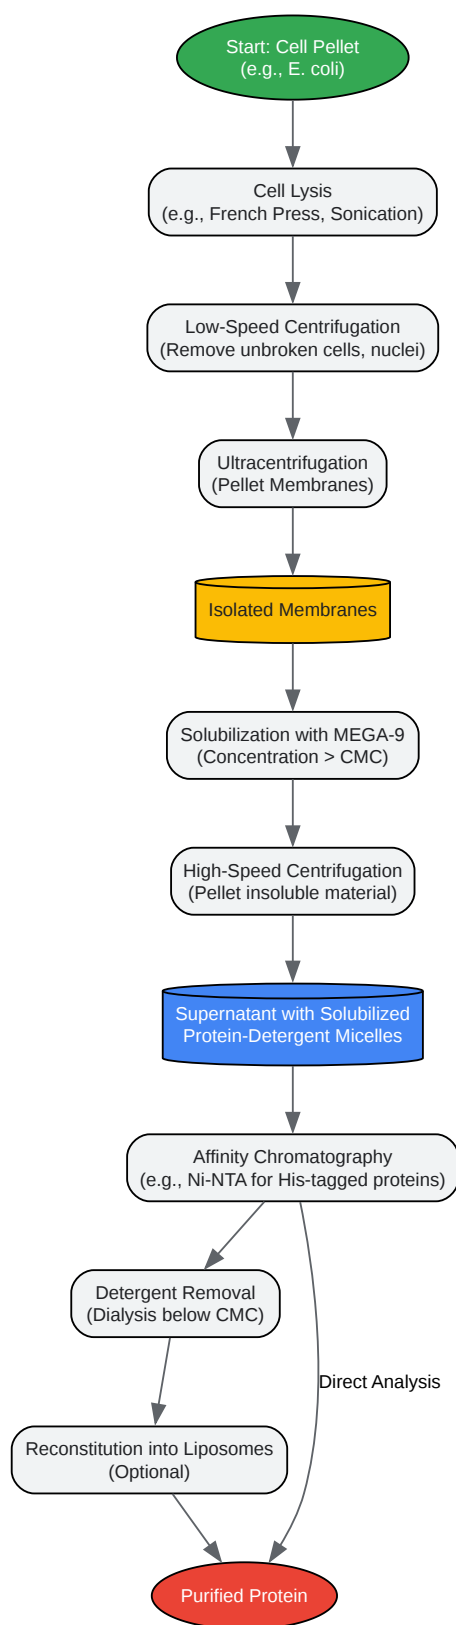 Start: Cell Pellet
(e.g., E. coli)
Cell Lysis
(e.g., French Press, Sonication)
Low-Speed Centrifugation
(Remove unbroken cells, nuclei)
Ultracentrifugation
(Pellet Membranes)
Isolated Membranes
Solubilization with MEGA-9
(Concentration > CMC)
High-Speed Centrifugation
(Pellet insoluble material)
Supernatant with Solubilized
Protein-Detergent Micelles
Affinity Chromatography
(e.g., Ni-NTA for His-tagged proteins)
Detergent Removal
(Dialysis below CMC)
Direct Analysis
Reconstitution into Liposomes
(Optional)
Purified Protein